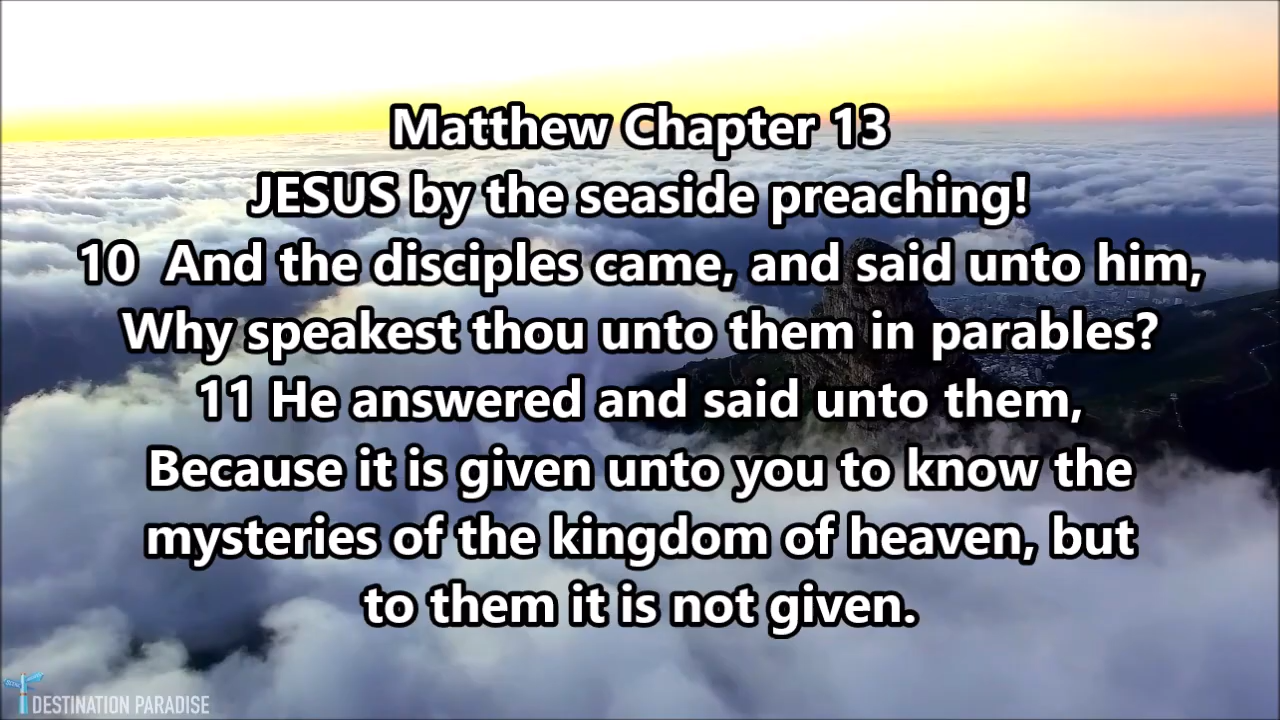 Matthew Chapter 13
JESUS by the seaside preaching!
10  And the disciples came, and said unto him,
Why speakest thou unto them in parables?
11 He answered and said unto them,
Because it is given unto you to know the
mysteries of the kingdom of heaven, but
to them it is not given.
DESTINATION PARADISE